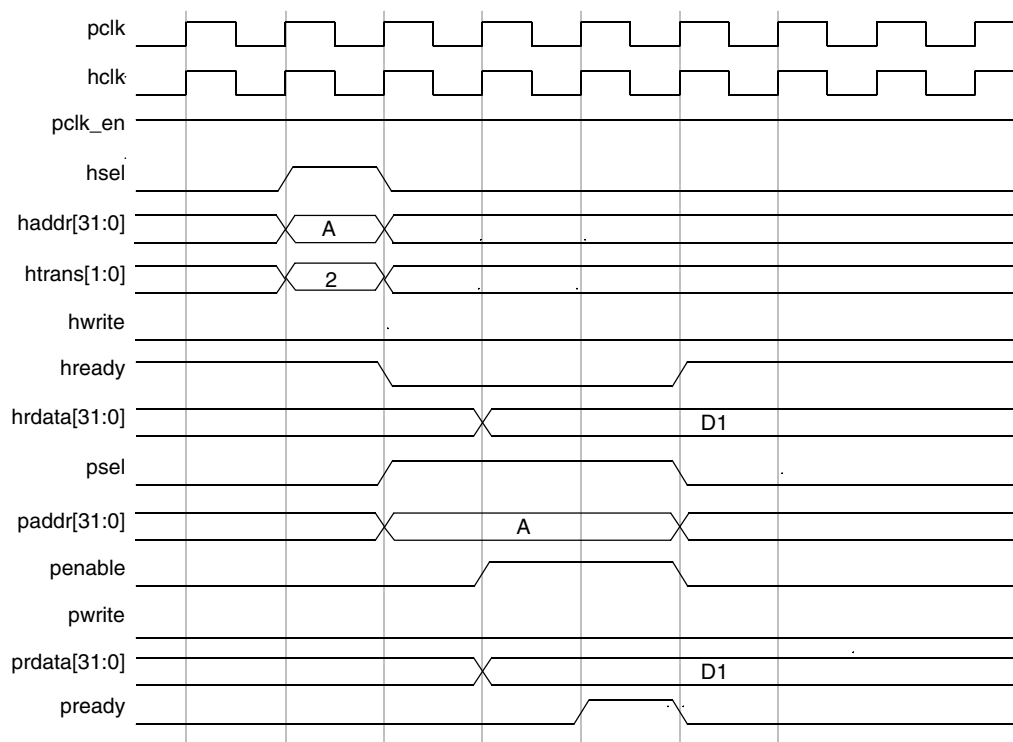 pclk
hclk
pclk_en
hsel
haddr[31:0]
A
htrans[1:0]
2
hwrite
hready
hrdata[31:0]
D1
psel
paddr[31:0]
A
penable
pwrite
prdata[31:0]
D1
pready